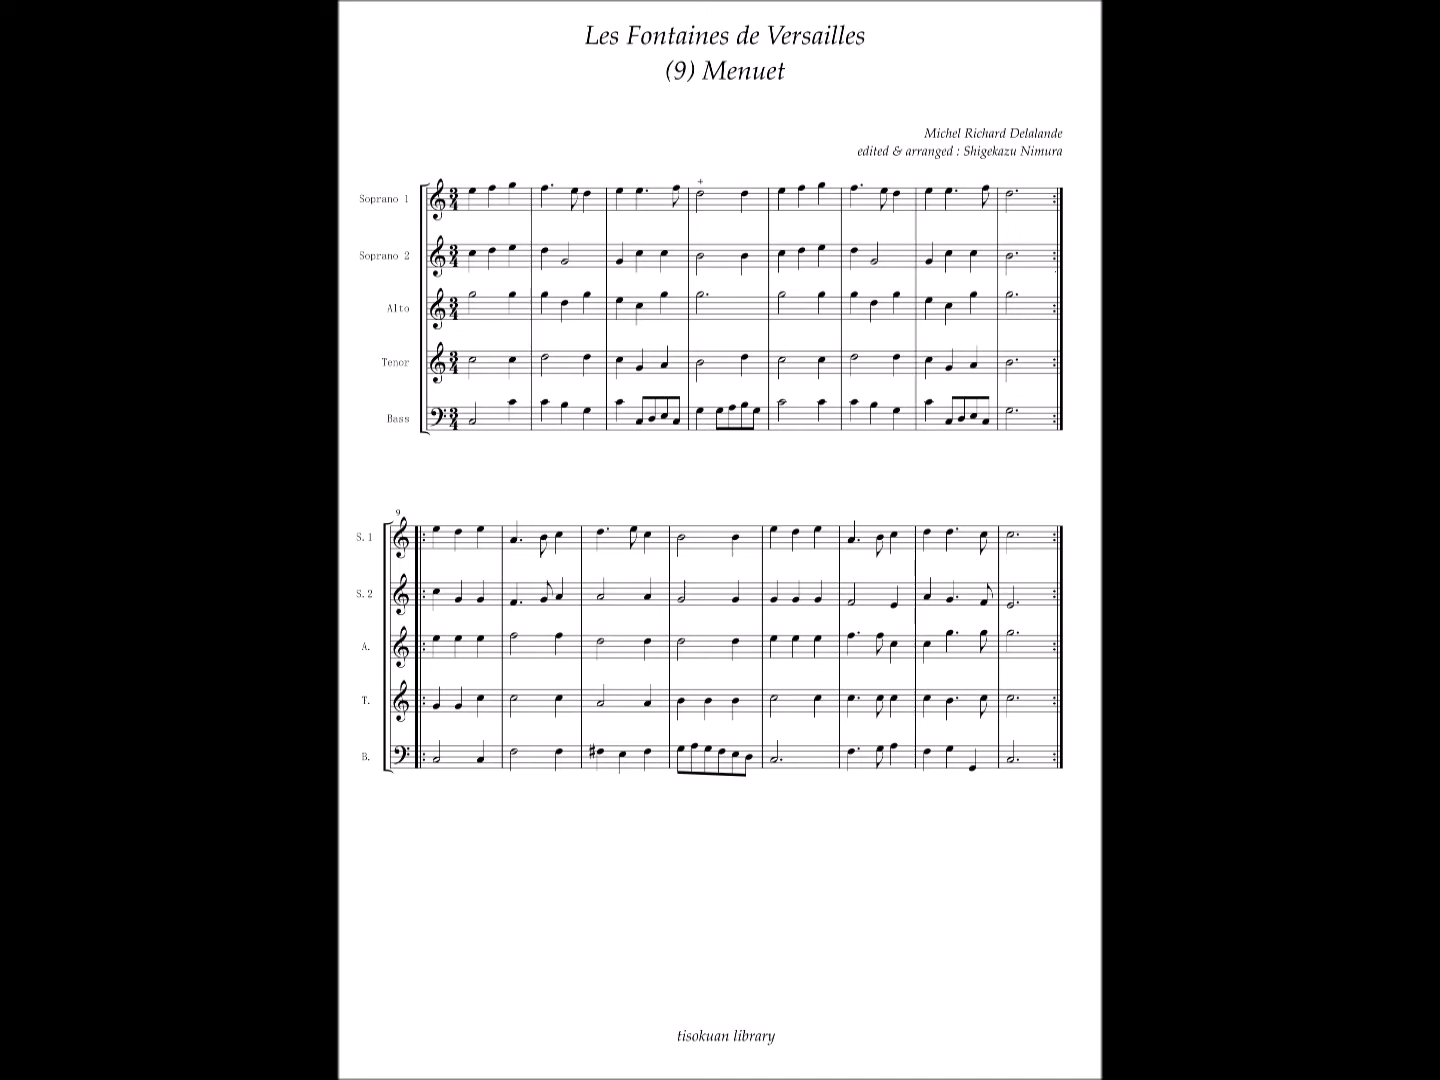 Les Fontaines de Versailles
(9) Menuet
Michel Richard Delalande
edited & arranged : Shigekazu Nimura
Soprano 1
Soprano 2
Alto
Tenor
Bass
9
S. 1
S. 2
A.
T.
B.
tisokuan library